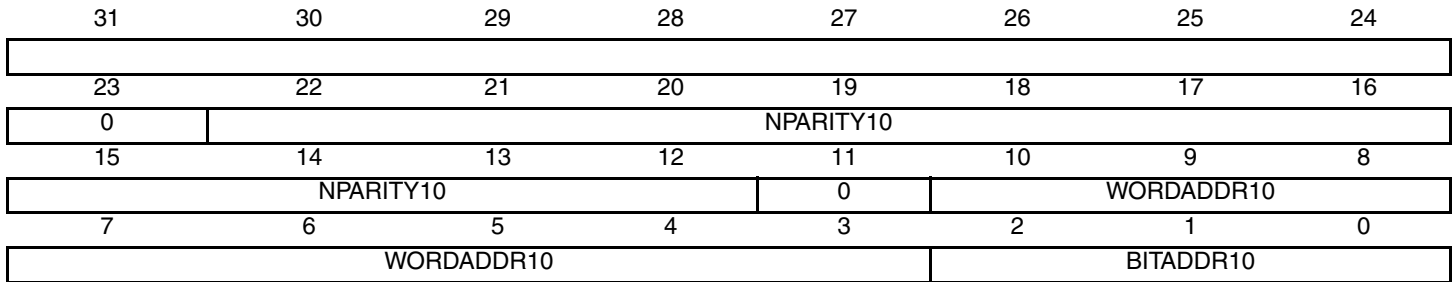 31 30 29 28 27 26 25 24
23 22 21 20 19 18 17 16
0 NPARITY10
15 14 13 12 11 10 9 8
NPARITY10 0 WORDADDR10
7 6 5 4 3 2 1 0
WORDADDR10 BITADDR10